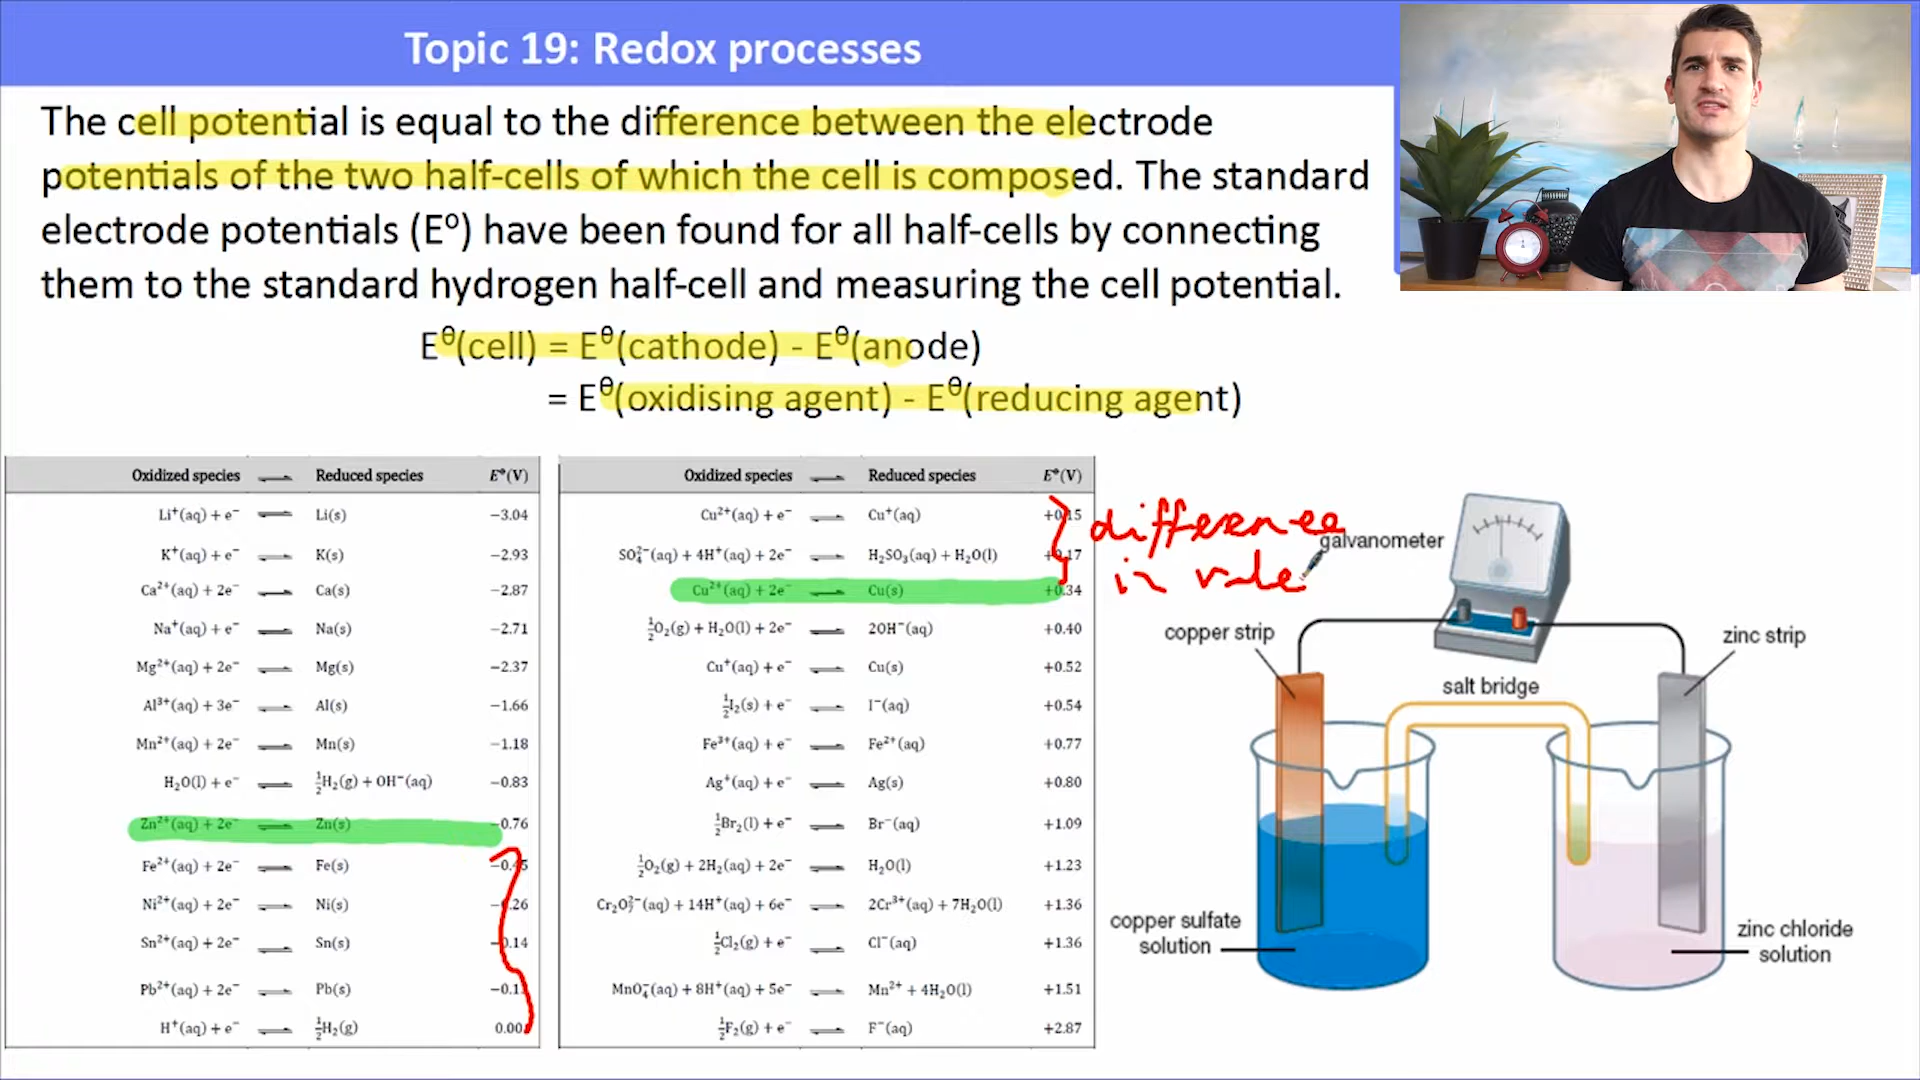 Topic 19: Redox processes
The cell potential is equal to the difference between the electrode
potentials of the two half-cells of which the cell is composed. The standard
electrode potentials (Eº) have been found for all half-cells by connecting
them to the standard hydrogen half-cell and measuring the cell potential.
E^θ(cell) = E^θ(cathode) - E^θ(anode)
= E^θ(oxidising agent) - E^θ(reducing agent)
Oxidized species ⇌ Reduced species E^⦵(V)
Li⁺(aq) + e⁻ ⇌ Li(s) −3.04
K⁺(aq) + e⁻ ⇌ K(s) −2.93
Ca²⁺(aq) + 2e⁻ ⇌ Ca(s) −2.87
Na⁺(aq) + e⁻ ⇌ Na(s) −2.71
Mg²⁺(aq) + 2e⁻ ⇌ Mg(s) −2.37
Al³⁺(aq) + 3e⁻ ⇌ Al(s) −1.66
Mn²⁺(aq) + 2e⁻ ⇌ Mn(s) −1.18
H₂O(l) + e⁻ ⇌ ½H₂(g) + OH⁻(aq) −0.83
Zn²⁺(aq) + 2e⁻ ⇌ Zn(s) −0.76
Fe²⁺(aq) + 2e⁻ ⇌ Fe(s) −0.45
Ni²⁺(aq) + 2e⁻ ⇌ Ni(s) −0.26
Sn²⁺(aq) + 2e⁻ ⇌ Sn(s) −0.14
Pb²⁺(aq) + 2e⁻ ⇌ Pb(s)
H⁺(aq) + e⁻ ⇌ ½H₂(g) 0.00
Oxidized species ⇌ Reduced species E^⦵(V)
Cu²⁺(aq) + e⁻ ⇌ Cu⁺(aq) +0.15
SO₄²⁻(aq) + 4H⁺(aq) + 2e⁻ ⇌ H₂SO₃(aq) + H₂O(l) +0.17
Cu²⁺(aq) + 2e⁻ ⇌ Cu(s) +0.34
½O₂(g) + H₂O(l) + 2e⁻ ⇌ 2OH⁻(aq) +0.40
Cu⁺(aq) + e⁻ ⇌ Cu(s) +0.52
½I₂(s) + e⁻ ⇌ I⁻(aq) +0.54
Fe³⁺(aq) + e⁻ ⇌ Fe²⁺(aq) +0.77
Ag⁺(aq) + e⁻ ⇌ Ag(s) +0.80
½Br₂(l) + e⁻ ⇌ Br⁻(aq) +1.09
½O₂(g) + 2H₂(aq) + 2e⁻ ⇌ H₂O(l) +1.23
Cr₂O₇²⁻(aq) + 14H⁺(aq) + 6e⁻ ⇌ 2Cr³⁺(aq) + 7H₂O(l) +1.36
½Cl₂(g) + e⁻ ⇌ Cl⁻(aq) +1.36
MnO₄⁻(aq) + 8H⁺(aq) + 5e⁻ ⇌ Mn²⁺ + 4H₂O(l) +1.51
½F₂(g) + e⁻ ⇌ F⁻(aq) +2.87
difference
in
galvanometer
copper strip
zinc strip
salt bridge
copper sulfate
solution
zinc chloride
solution